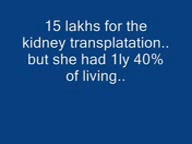 15 lakhs for the
kidney transplatation..
but she had 1ly 40%
of living..